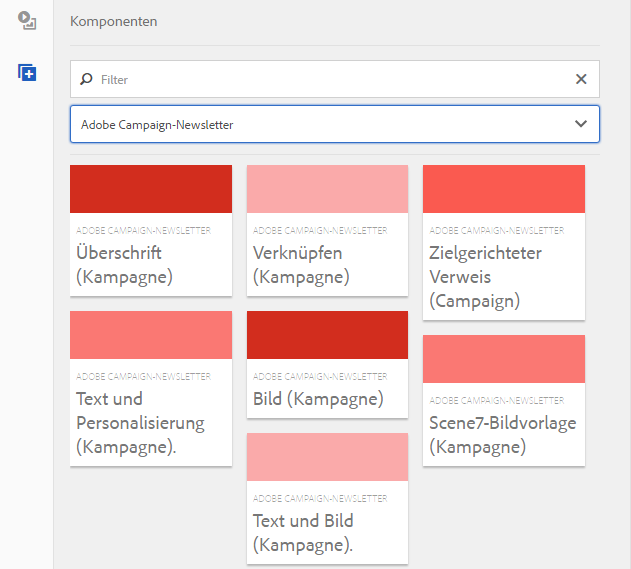 Komponenten
Filter
Adobe Campaign-Newsletter
ADOBE CAMPAIGN-NEWSLETTER
Überschrift
(Kampagne)
ADOBE CAMPAIGN-NEWSLETTER
Verknüpfen
(Kampagne)
ADOBE CAMPAIGN-NEWSLETTER
Zielgerichteter
Verweis
(Campaign)
ADOBE CAMPAIGN-NEWSLETTER
Text und
Personalisierung
(Kampagne).
ADOBE CAMPAIGN-NEWSLETTER
Bild (Kampagne)
ADOBE CAMPAIGN-NEWSLETTER
Scene7-Bildvorlage
(Kampagne)
ADOBE CAMPAIGN-NEWSLETTER
Text und Bild
(Kampagne).